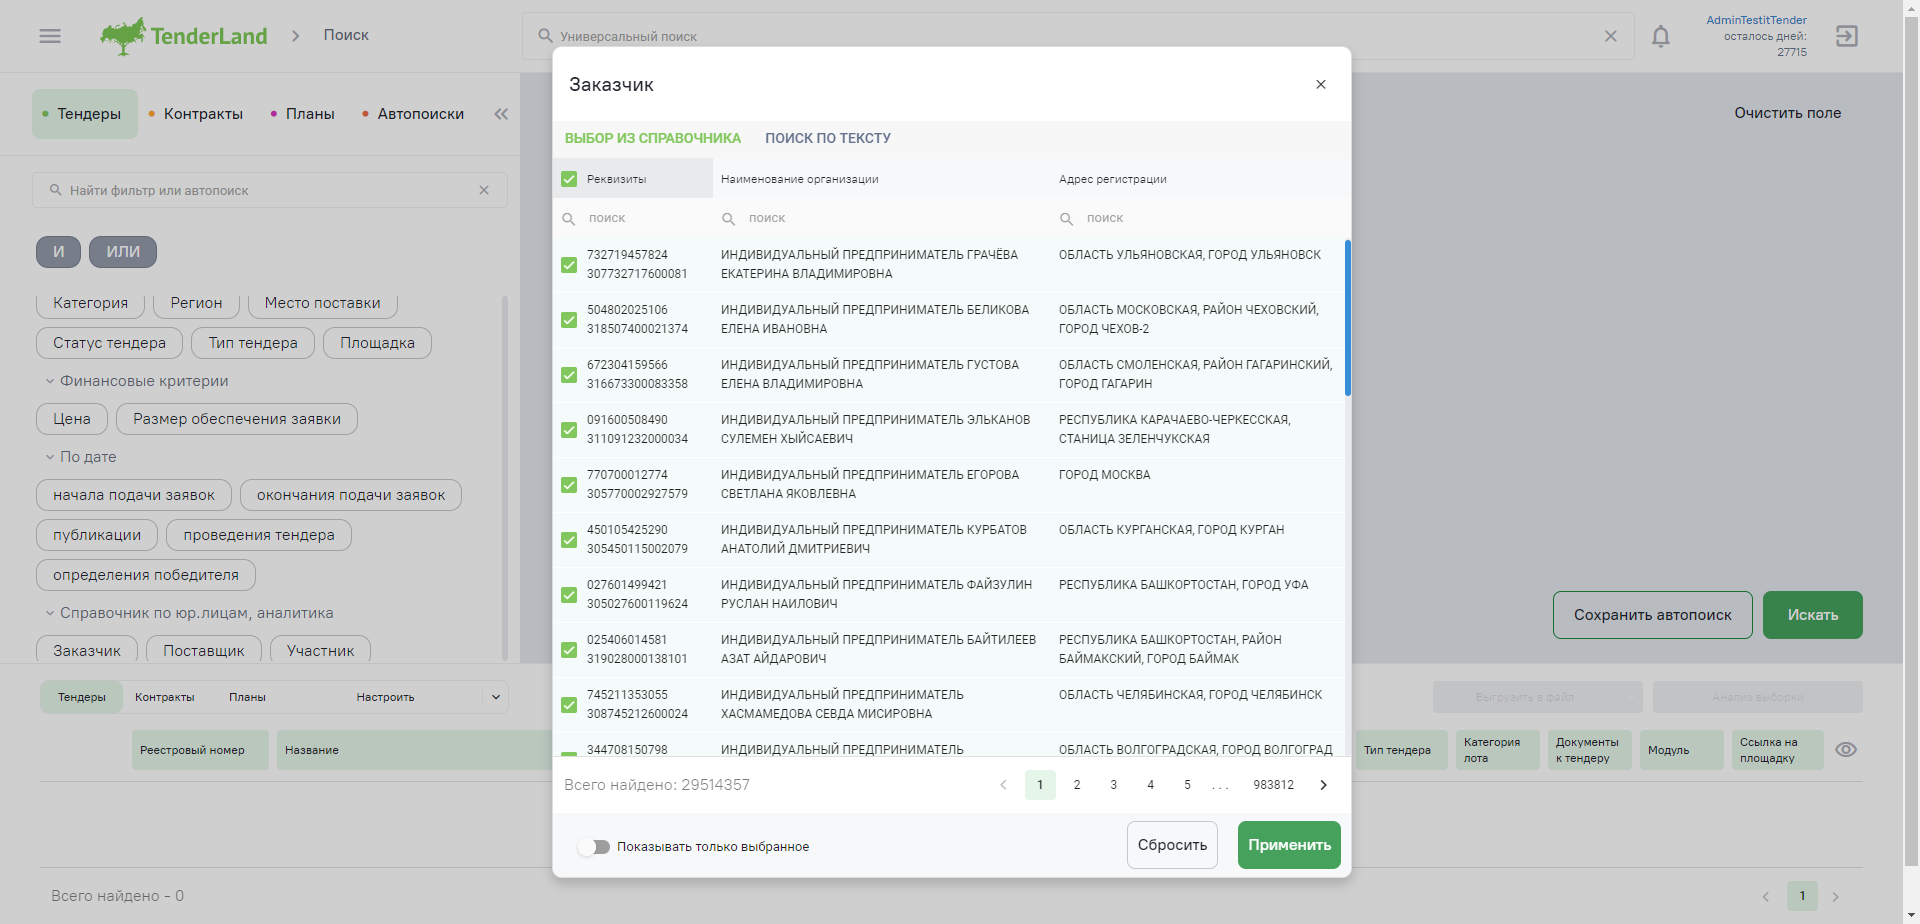 TenderLand
Поиск
Универсальный поиск
AdminTestitTender
осталось дней:
27715
Тендеры
Контракты
Планы
Автопоиски
Очистить поле
Найти фильтр или автопоиск
И
ИЛИ
Категория
Регион
Место поставки
Статус тендера
Тип тендера
Площадка
Финансовые критерии
Цена
Размер обеспечения заявки
По дате
начала подачи заявок
окончания подачи заявок
публикации
проведения тендера
определения победителя
Справочник по юр.лицам, аналитика
Заказчик
Поставщик
Участник
Заказчик
ВЫБОР ИЗ СПРАВОЧНИКА
ПОИСК ПО ТЕКСТУ
Реквизиты
Наименование организации
Адрес регистрации
поиск
поиск
поиск
732719457824
307732717600081
ИНДИВИДУАЛЬНЫЙ ПРЕДПРИНИМАТЕЛЬ ГРАЧЁВА
ЕКАТЕРИНА ВЛАДИМИРОВНА
ОБЛАСТЬ УЛЬЯНОВСКАЯ, ГОРОД УЛЬЯНОВСК
504802025106
318507400021374
ИНДИВИДУАЛЬНЫЙ ПРЕДПРИНИМАТЕЛЬ БЕЛИКОВА
ЕЛЕНА ИВАНОВНА
ОБЛАСТЬ МОСКОВСКАЯ, РАЙОН ЧЕХОВСКИЙ,
ГОРОД ЧЕХОВ-2
672304159566
316673300083358
ИНДИВИДУАЛЬНЫЙ ПРЕДПРИНИМАТЕЛЬ ГУСТОВА
ЕЛЕНА ВЛАДИМИРОВНА
ОБЛАСТЬ СМОЛЕНСКАЯ, РАЙОН ГАГАРИНСКИЙ,
ГОРОД ГАГАРИН
091600508490
311091232000034
ИНДИВИДУАЛЬНЫЙ ПРЕДПРИНИМАТЕЛЬ ЭЛЬКАНОВ
СУЛЕМЕН ХЫЙСАЕВИЧ
РЕСПУБЛИКА КАРАЧАЕВО-ЧЕРКЕССКАЯ,
СТАНИЦА ЗЕЛЕНЧУКСКАЯ
770700012774
305770002927579
ИНДИВИДУАЛЬНЫЙ ПРЕДПРИНИМАТЕЛЬ ЕГОРОВА
СВЕТЛАНА ЯКОВЛЕВНА
ГОРОД МОСКВА
450105425290
305450115002079
ИНДИВИДУАЛЬНЫЙ ПРЕДПРИНИМАТЕЛЬ КУРБАТОВ
АНАТОЛИЙ ДМИТРИЕВИЧ
ОБЛАСТЬ КУРГАНСКАЯ, ГОРОД КУРГАН
027601499421
305027600119624
ИНДИВИДУАЛЬНЫЙ ПРЕДПРИНИМАТЕЛЬ ФАЙЗУЛИН
РУСЛАН НАИЛОВИЧ
РЕСПУБЛИКА БАШКОРТОСТАН, ГОРОД УФА
025406014581
319028000138101
ИНДИВИДУАЛЬНЫЙ ПРЕДПРИНИМАТЕЛЬ БАЙТИЛЕЕВ
АЗАТ АЙДАРОВИЧ
РЕСПУБЛИКА БАШКОРТОСТАН, РАЙОН
БАЙМАКСКИЙ, ГОРОД БАЙМАК
745211353055
308745212600024
ИНДИВИДУАЛЬНЫЙ ПРЕДПРИНИМАТЕЛЬ
ХАСМАМЕДОВА СЕВДА МИСИРОВНА
ОБЛАСТЬ ЧЕЛЯБИНСКАЯ, ГОРОД ЧЕЛЯБИНСК
344708150798
ИНДИВИДУАЛЬНЫЙ ПРЕДПРИНИМАТЕЛЬ
ОБЛАСТЬ ВОЛГОГРАДСКАЯ, ГОРОД ВОЛГОГРАД
Всего найдено: 29514357
1 2 3 4 5 ... 983812
Показывать только выбранное
Сбросить
Применить
Сохранить автопоиск
Искать
Тендеры
Контракты
Планы
Настроить
Выгрузить в файл
Анализ выборки
Реестровый номер
Название
Тип тендера
Категория
лота
Документы
к тендеру
Модуль
Ссылка на
площадку
Всего найдено - 0
1